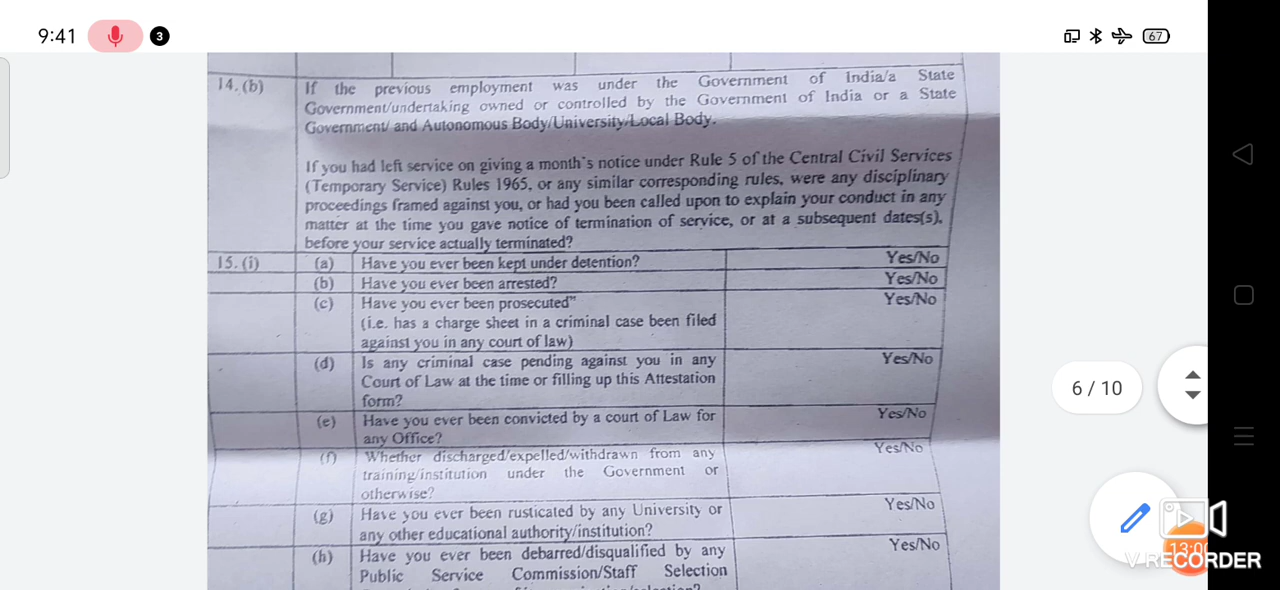 9:41
3
67
14. (b)
If the previous employment was under the Government of India/a State
Government/undertaking owned or controlled by the Government of India or a State
Government/ and Autonomous Body/University/Local Body.
If you had left service on giving a month's notice under Rule 5 of the Central Civil Services
(Temporary Service) Rules 1965, or any similar corresponding rules, were any disciplinary
proceedings framed against you, or had you been called upon to explain your conduct in any
matter at the time you gave notice of termination of service, or at a subsequent dates(s),
before your service actually terminated?
15. (i) (a) Have you ever been kept under detention? Yes/No
(b) Have you ever been arrested? Yes/No
(c) Have you ever been prosecuted" Yes/No
(i.e. has a charge sheet in a criminal case been filed
against you in any court of law)
(d) Is any criminal case pending against you in any Yes/No
Court of Law at the time or filling up this Attestation
form?
(e) Have you ever been convicted by a court of Law for Yes/No
any Office?
(f) Whether discharged/expelled/withdrawn from any Yes/No
training/institution under the Government or
otherwise?
(g) Have you ever been rusticated by any University or Yes/No
any other educational authority/institution?
(h) Have you ever been debarred/disqualified by any Yes/No
Public Service Commission/Staff Selection
6 / 10
V RECORDER